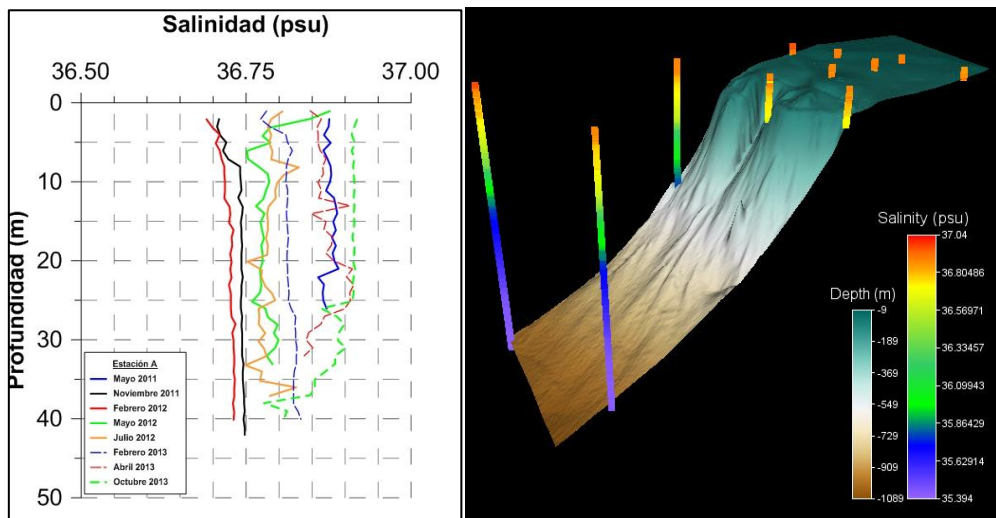 Salinidad (psu)
36.50 36.75 37.00
Profundidad (m)
0
10
20
30
40
50
Estación A
Mayo 2011
Noviembre 2011
Febrero 2012
Mayo 2012
Julio 2012
Febrero 2013
Abril 2013
Octubre 2013
Salinity (psu)
37.04
36.80486
36.56971
36.33457
36.09943
35.86429
35.62914
35.394
Depth (m)
-9
-189
-369
-549
-729
-909
-1089